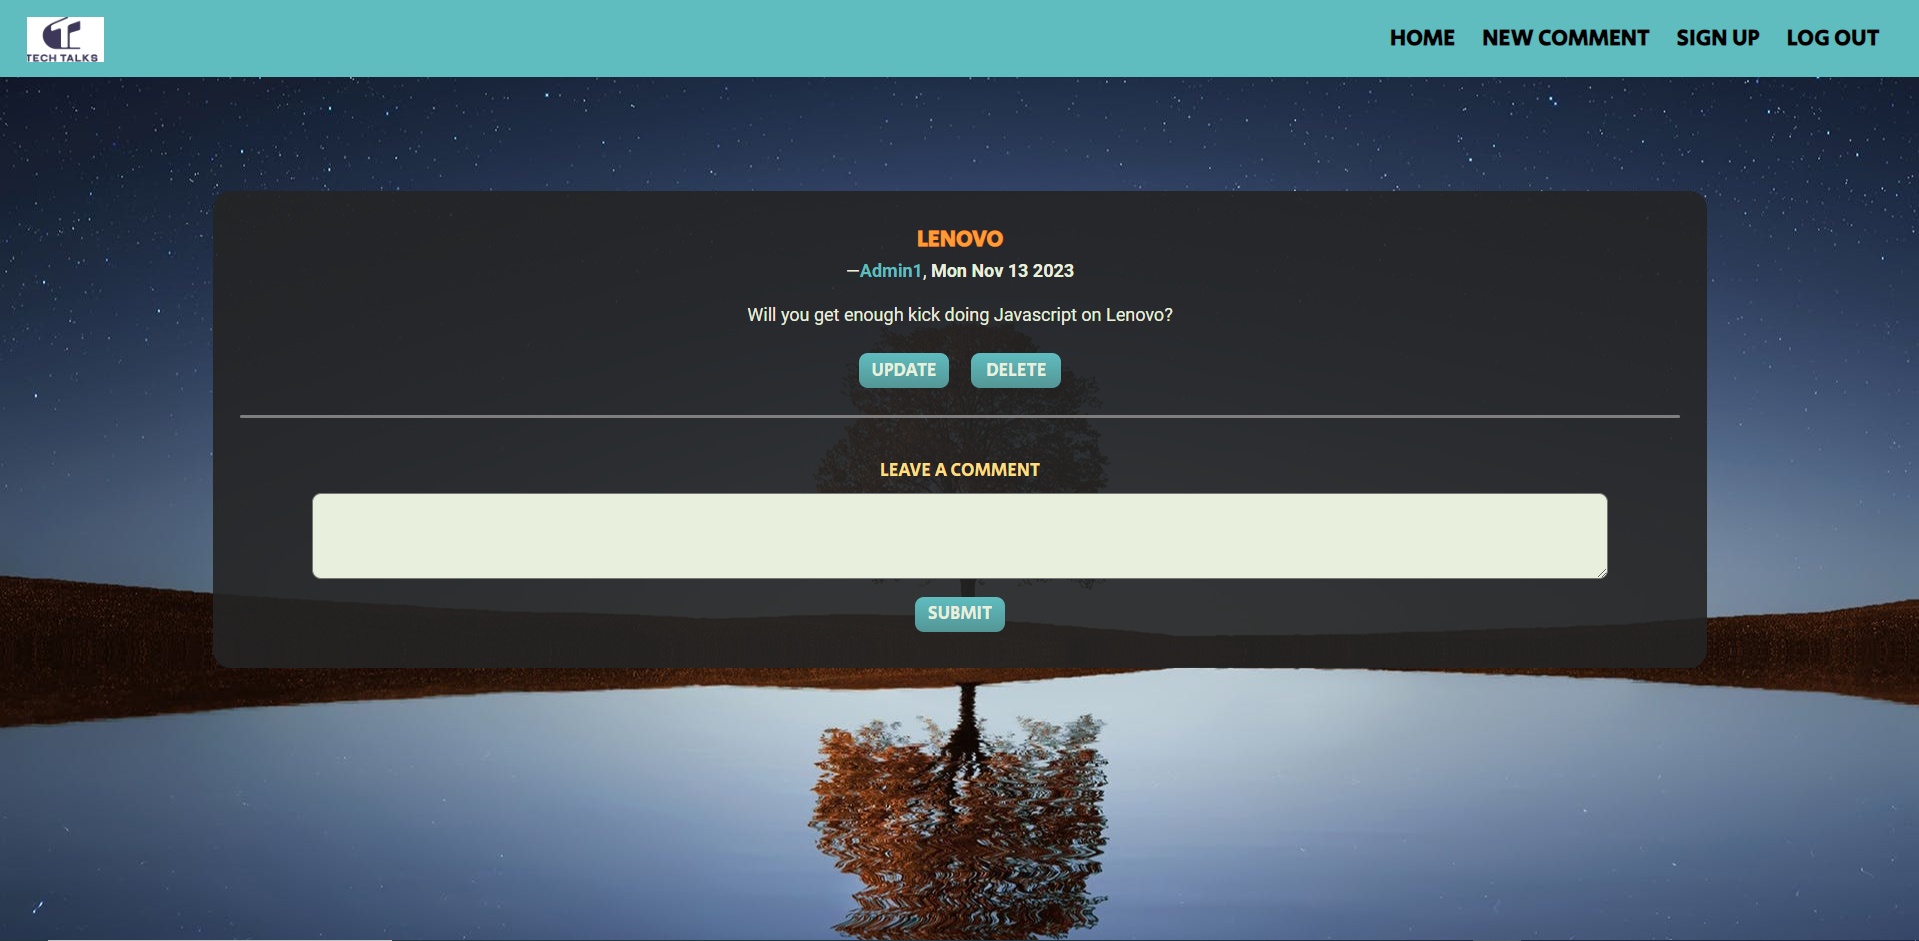 TECH TALKS
HOME NEW COMMENT SIGN UP LOG OUT
LENOVO
—Admin1, Mon Nov 13 2023
Will you get enough kick doing Javascript on Lenovo?
UPDATE DELETE
LEAVE A COMMENT
SUBMIT